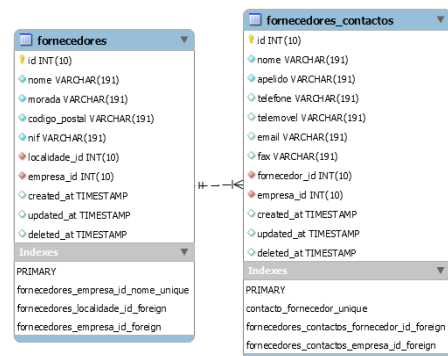 fornecedores
id INT(10)
nome VARCHAR(191)
morada VARCHAR(191)
codigo_postal VARCHAR(191)
nif VARCHAR(191)
localidade_id INT(10)
empresa_id INT(10)
created_at TIMESTAMP
updated_at TIMESTAMP
deleted_at TIMESTAMP
Indexes
PRIMARY
fornecedores_empresa_id_nome_unique
fornecedores_localidade_id_foreign
fornecedores_empresa_id_foreign
fornecedores_contactos
id INT(10)
nome VARCHAR(191)
apelido VARCHAR(191)
telefone VARCHAR(191)
telemovel VARCHAR(191)
email VARCHAR(191)
fax VARCHAR(191)
fornecedor_id INT(10)
empresa_id INT(10)
created_at TIMESTAMP
updated_at TIMESTAMP
deleted_at TIMESTAMP
Indexes
PRIMARY
contacto_fornecedor_unique
fornecedores_contactos_fornecedor_id_foreign
fornecedores_contactos_empresa_id_foreign